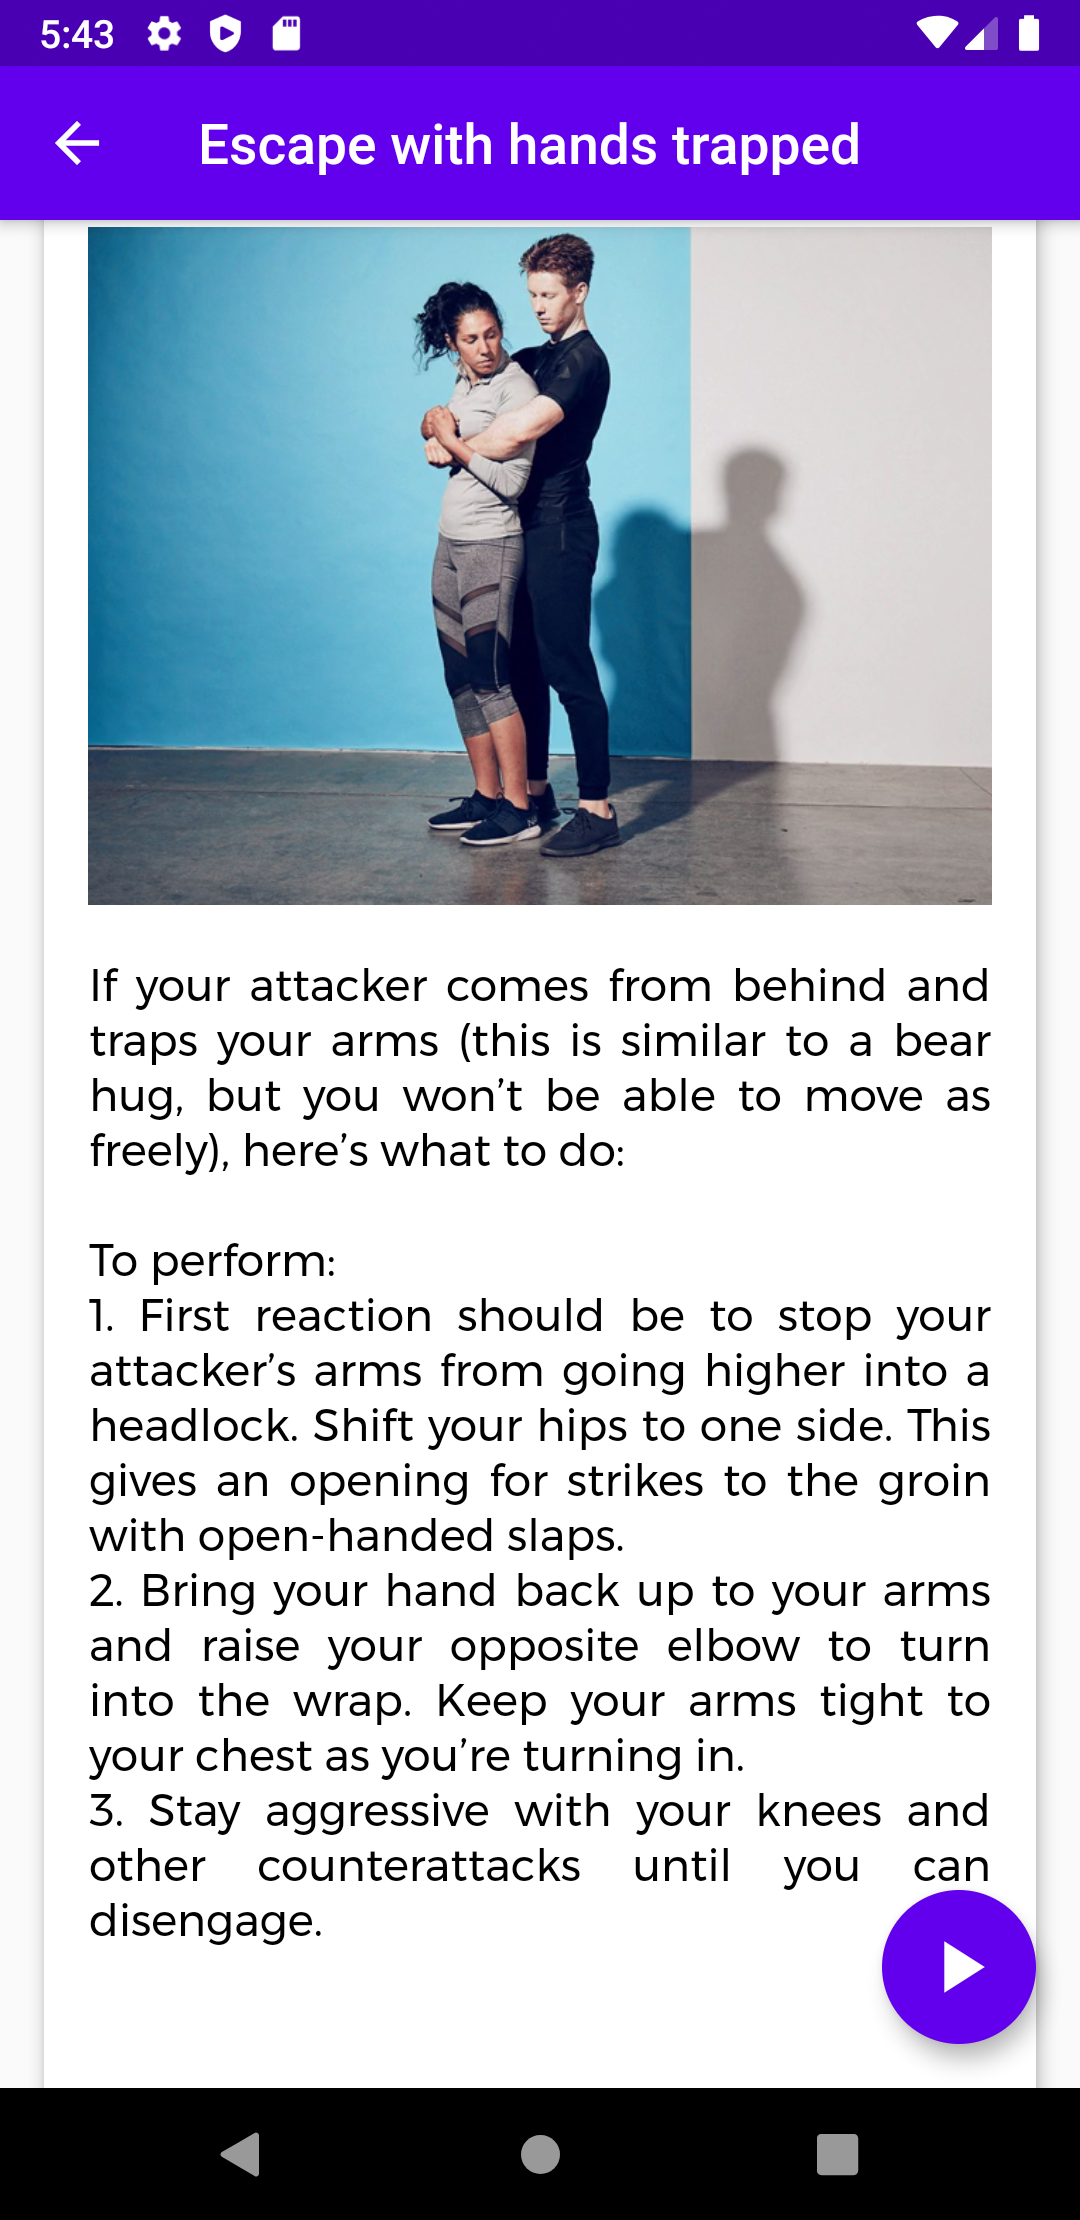 5:43
Escape with hands trapped
If your attacker comes from behind and
traps your arms (this is similar to a bear
hug, but you won’t be able to move as
freely), here’s what to do:
To perform:
1. First reaction should be to stop your
attacker’s arms from going higher into a
headlock. Shift your hips to one side. This
gives an opening for strikes to the groin
with open-handed slaps.
2. Bring your hand back up to your arms
and raise your opposite elbow to turn
into the wrap. Keep your arms tight to
your chest as you’re turning in.
3. Stay aggressive with your knees and
other counterattacks until you can
disengage.